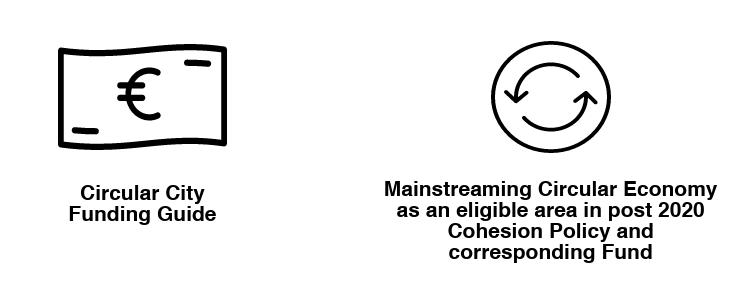 €
Circular City
Funding Guide
Mainstreaming Circular Economy
as an eligible area in post 2020
Cohesion Policy and
corresponding Fund